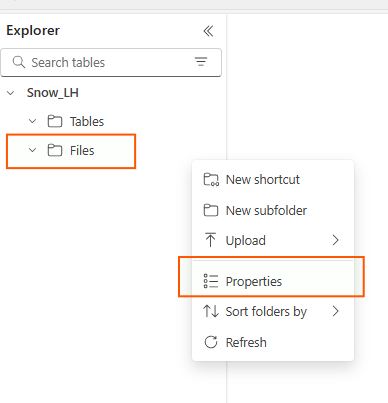 Explorer
Search tables
Snow_LH
Tables
Files
New shortcut
New subfolder
Upload
Properties
Sort folders by
Refresh